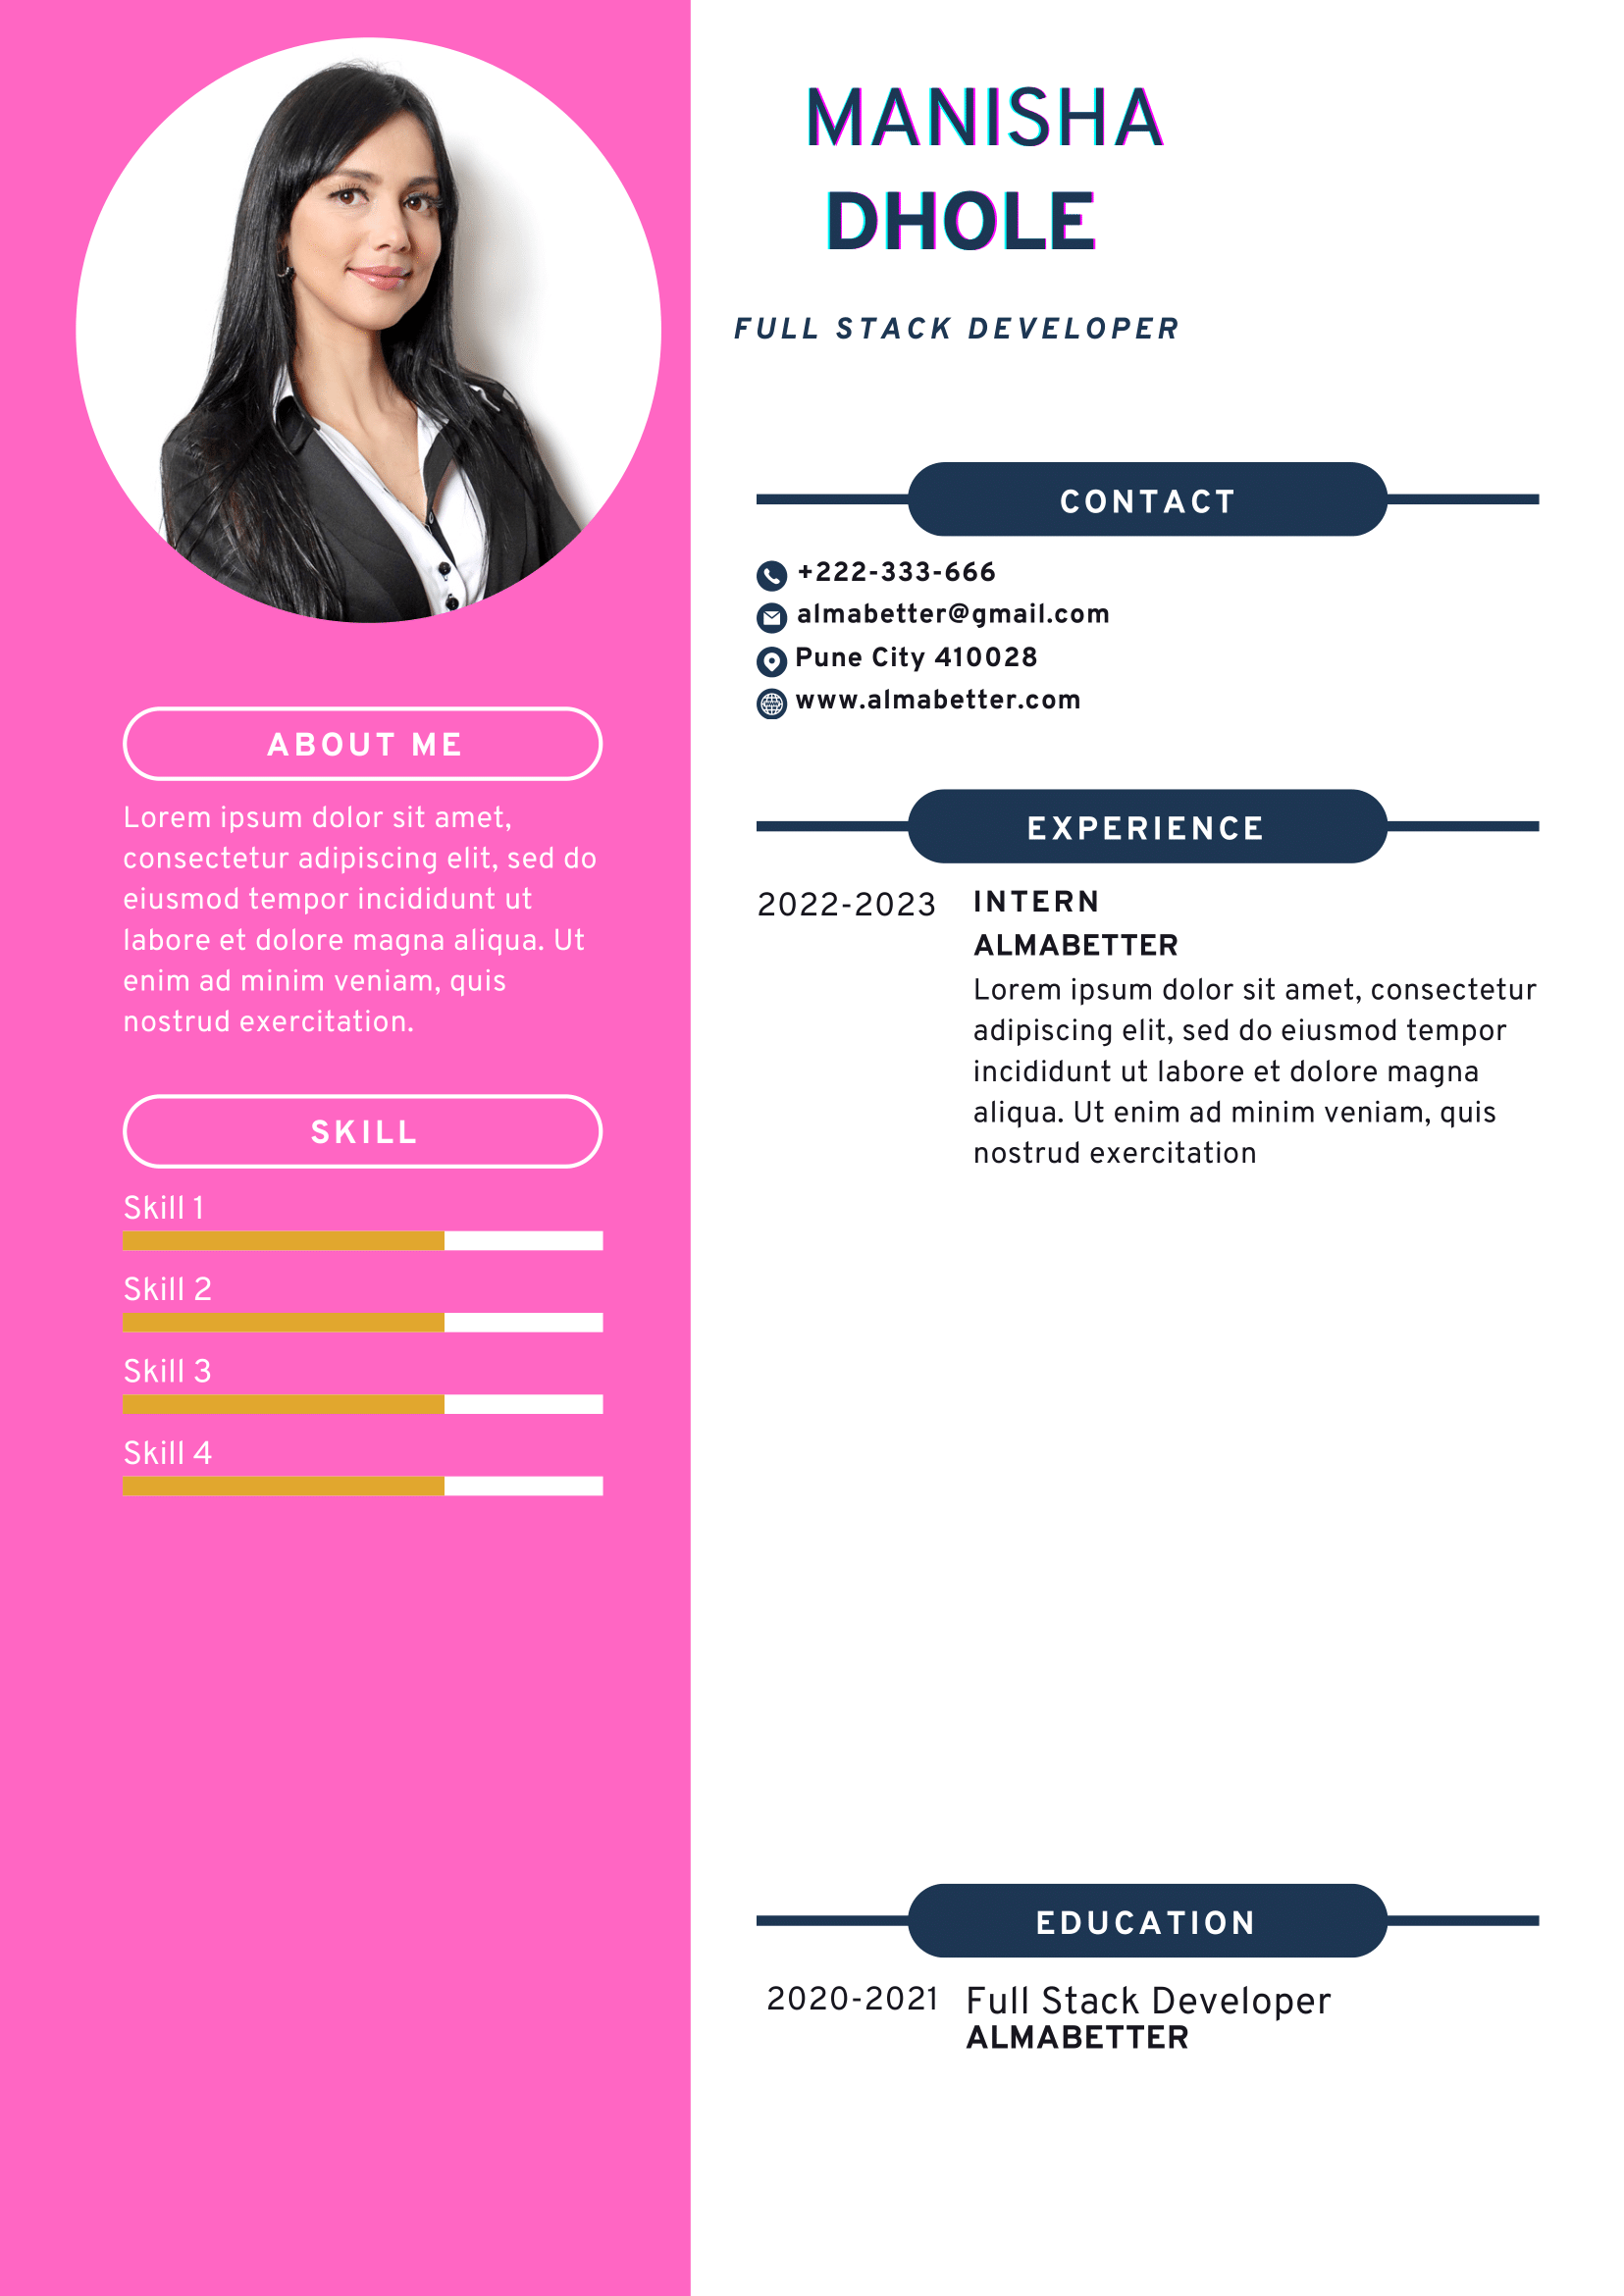 MANISHA
DHOLE
FULL STACK DEVELOPER
ABOUT ME
Lorem ipsum dolor sit amet,
consectetur adipiscing elit, sed do
eiusmod tempor incididunt ut
labore et dolore magna aliqua. Ut
enim ad minim veniam, quis
nostrud exercitation.
SKILL
Skill 1
Skill 2
Skill 3
Skill 4
CONTACT
+222-333-666
almabetter@gmail.com
Pune City 410028
www.almabetter.com
EXPERIENCE
2022-2023 INTERN
ALMABETTER
Lorem ipsum dolor sit amet, consectetur
adipiscing elit, sed do eiusmod tempor
incididunt ut labore et dolore magna
aliqua. Ut enim ad minim veniam, quis
nostrud exercitation
EDUCATION
2020-2021 Full Stack Developer
ALMABETTER